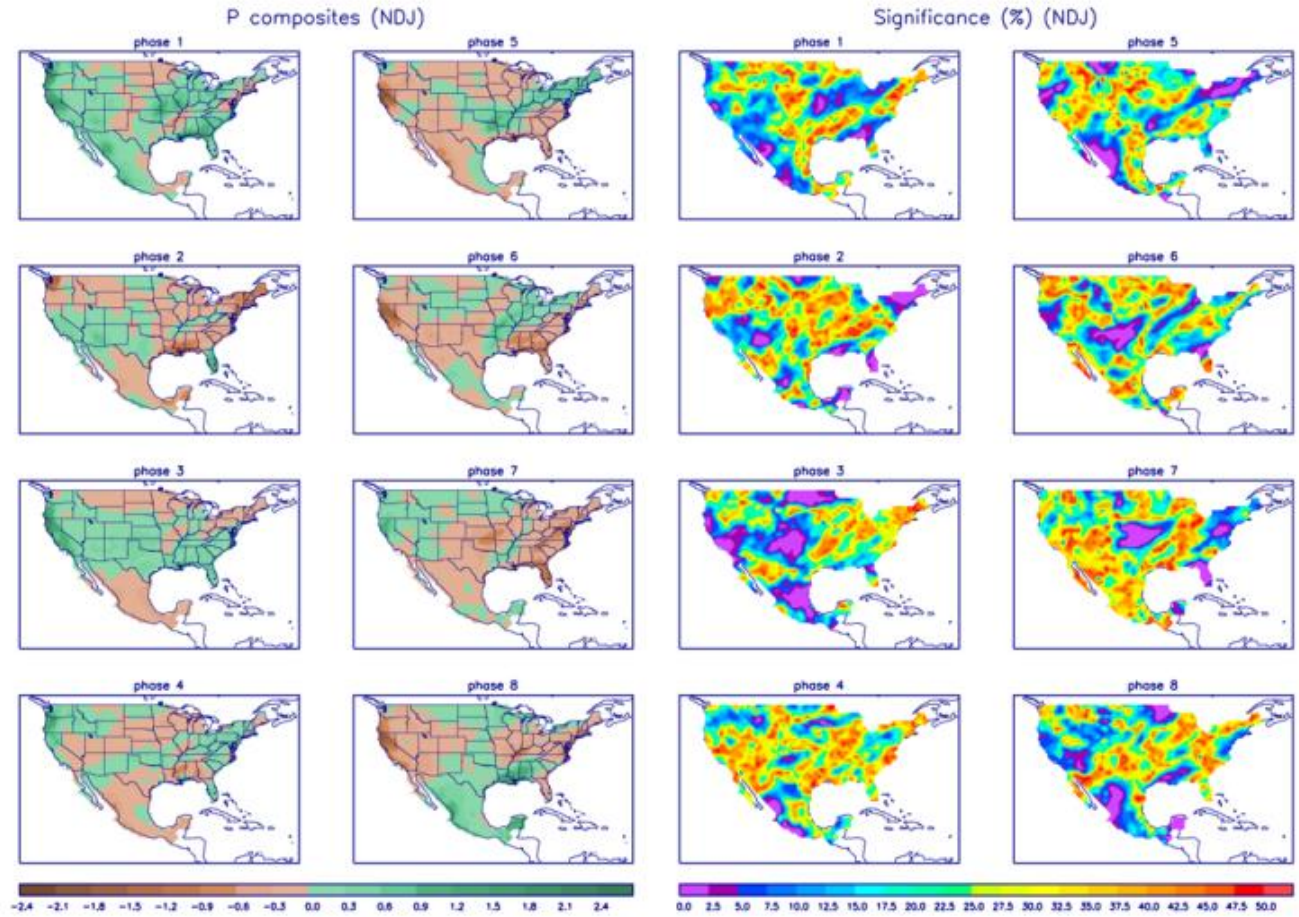 P composites (NDJ) Significance (%) (NDJ)
phase 1 phase 5 phase 1 phase 5
phase 2 phase 6 phase 2 phase 6
phase 3 phase 7 phase 3 phase 7
phase 4 phase 8 phase 4 phase 8
-2.4 -2.1 -1.8 -1.5 -1.2 -0.9 -0.6 -0.3 0.0 0.3 0.6 0.9 1.2 1.5 1.8 2.1 2.4 0.0 2.5 5.0 7.5 10.0 12.5 15.0 17.5 20.0 22.5 25.0 27.5 30.0 32.5 35.0 37.5 40.0 42.5 45.0 47.5 50.0